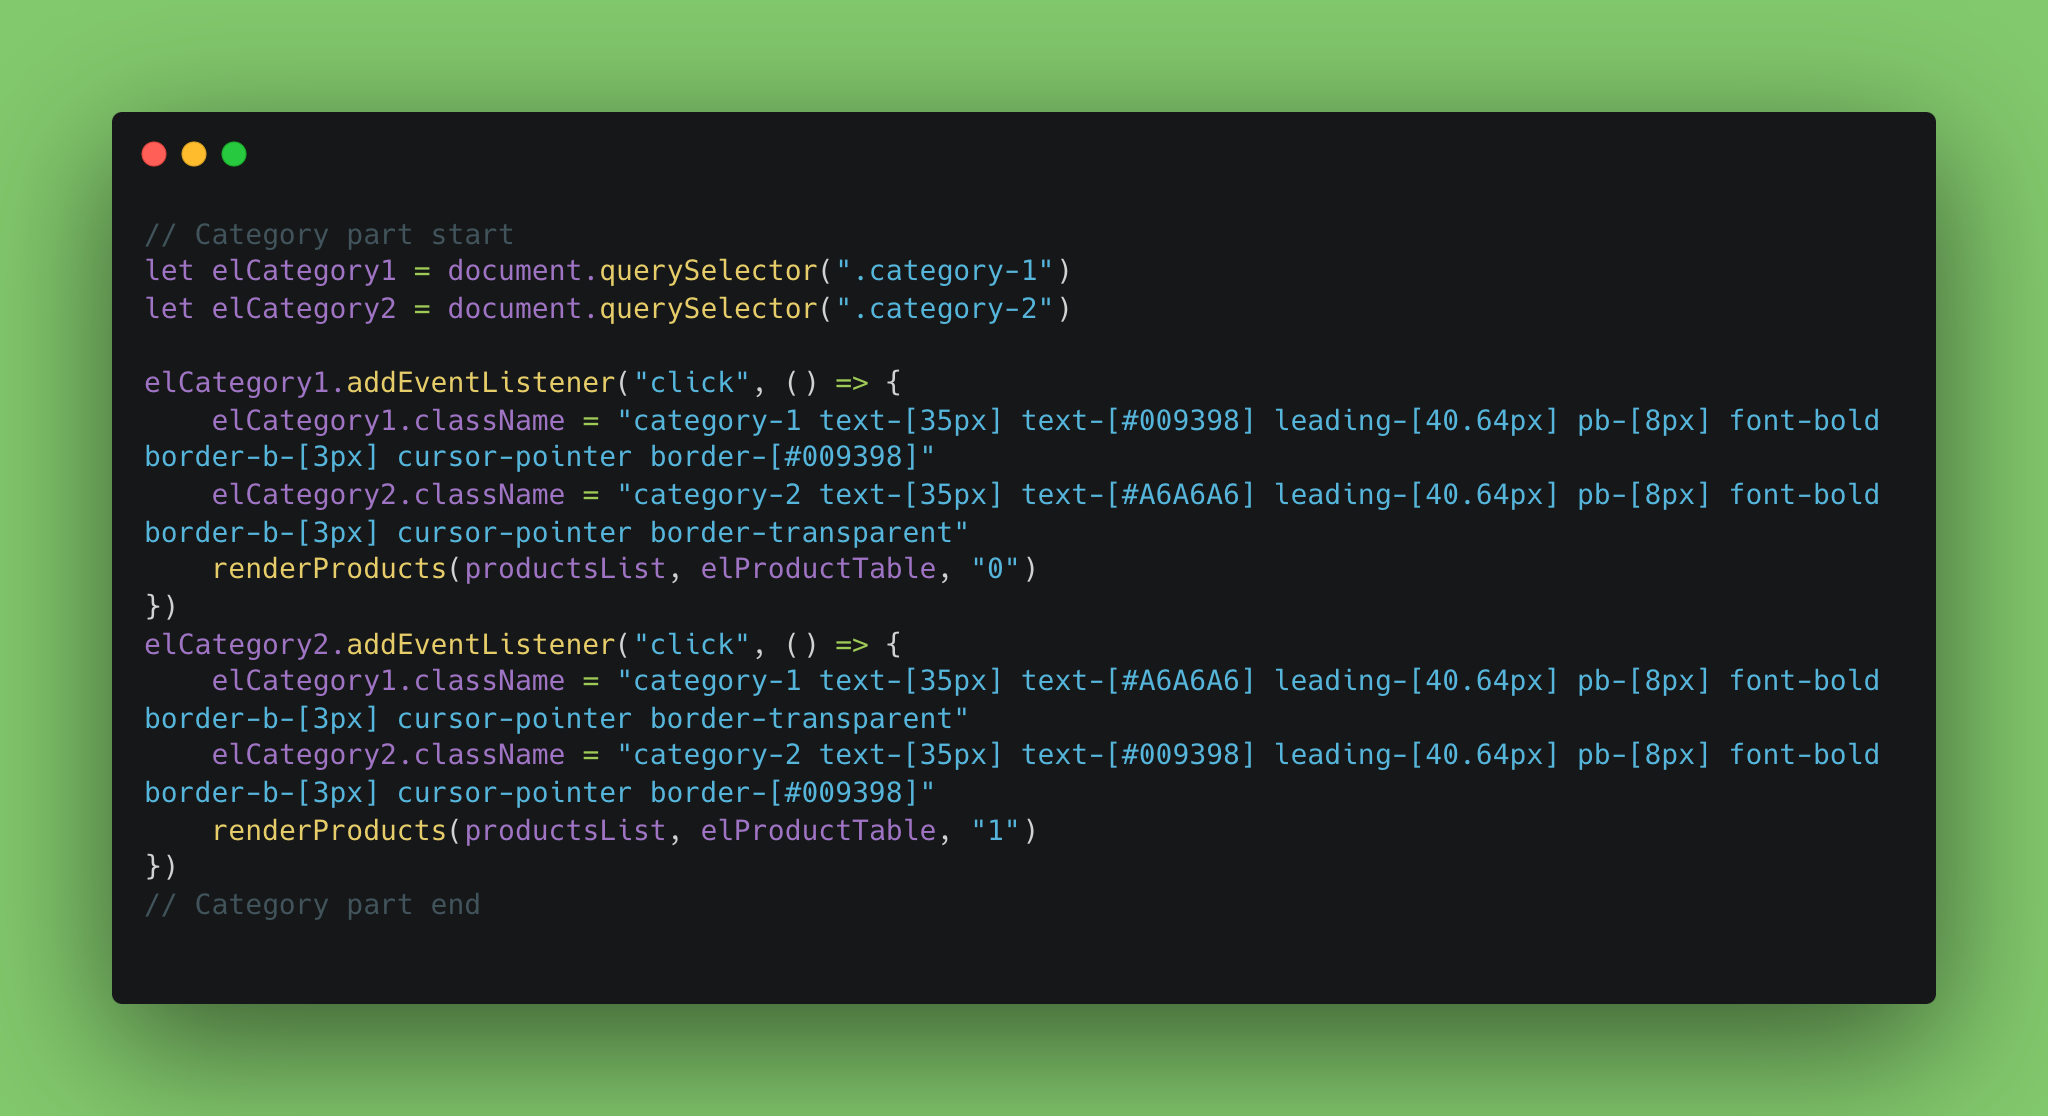 // Category part start
let elCategory1 = document.querySelector(".category-1")
let elCategory2 = document.querySelector(".category-2")

elCategory1.addEventListener("click", () => {
    elCategory1.className = "category-1 text-[35px] text-[#009398] leading-[40.64px] pb-[8px] font-bold
border-b-[3px] cursor-pointer border-[#009398]"
    elCategory2.className = "category-2 text-[35px] text-[#A6A6A6] leading-[40.64px] pb-[8px] font-bold
border-b-[3px] cursor-pointer border-transparent"
    renderProducts(productsList, elProductTable, "0")
})
elCategory2.addEventListener("click", () => {
    elCategory1.className = "category-1 text-[35px] text-[#A6A6A6] leading-[40.64px] pb-[8px] font-bold
border-b-[3px] cursor-pointer border-transparent"
    elCategory2.className = "category-2 text-[35px] text-[#009398] leading-[40.64px] pb-[8px] font-bold
border-b-[3px] cursor-pointer border-[#009398]"
    renderProducts(productsList, elProductTable, "1")
})
// Category part end